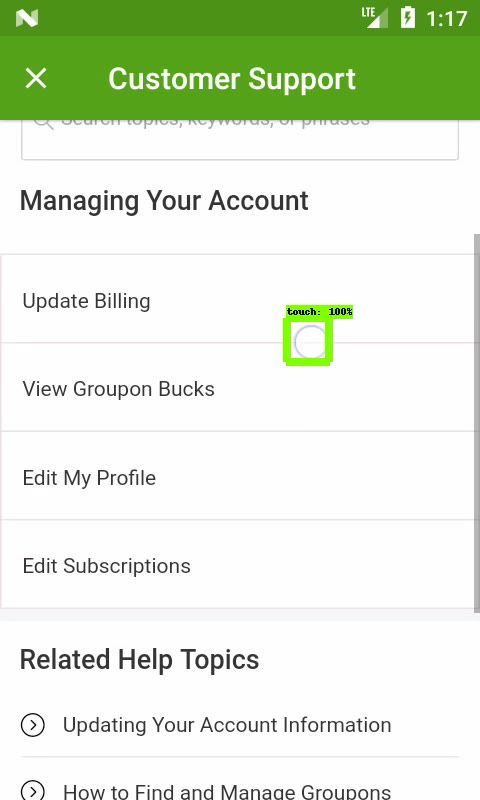 LTE 1:17
Customer Support
Search topics, keywords, or phrases
Managing Your Account
Update Billing
touch: 100%
View Groupon Bucks
Edit My Profile
Edit Subscriptions
Related Help Topics
Updating Your Account Information
How to Find and Manage Groupons